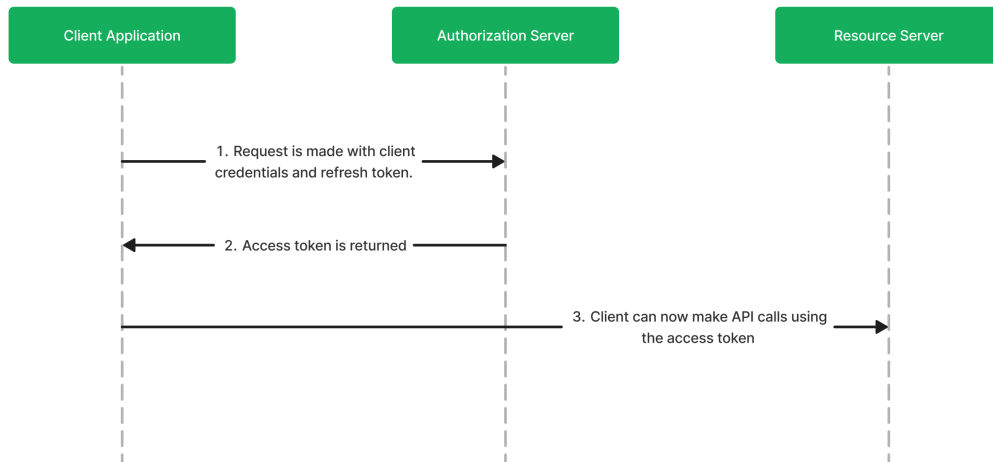 Client Application
Authorization Server
Resource Server
1. Request is made with client
credentials and refresh token.
2. Access token is returned
3. Client can now make API calls using
the access token